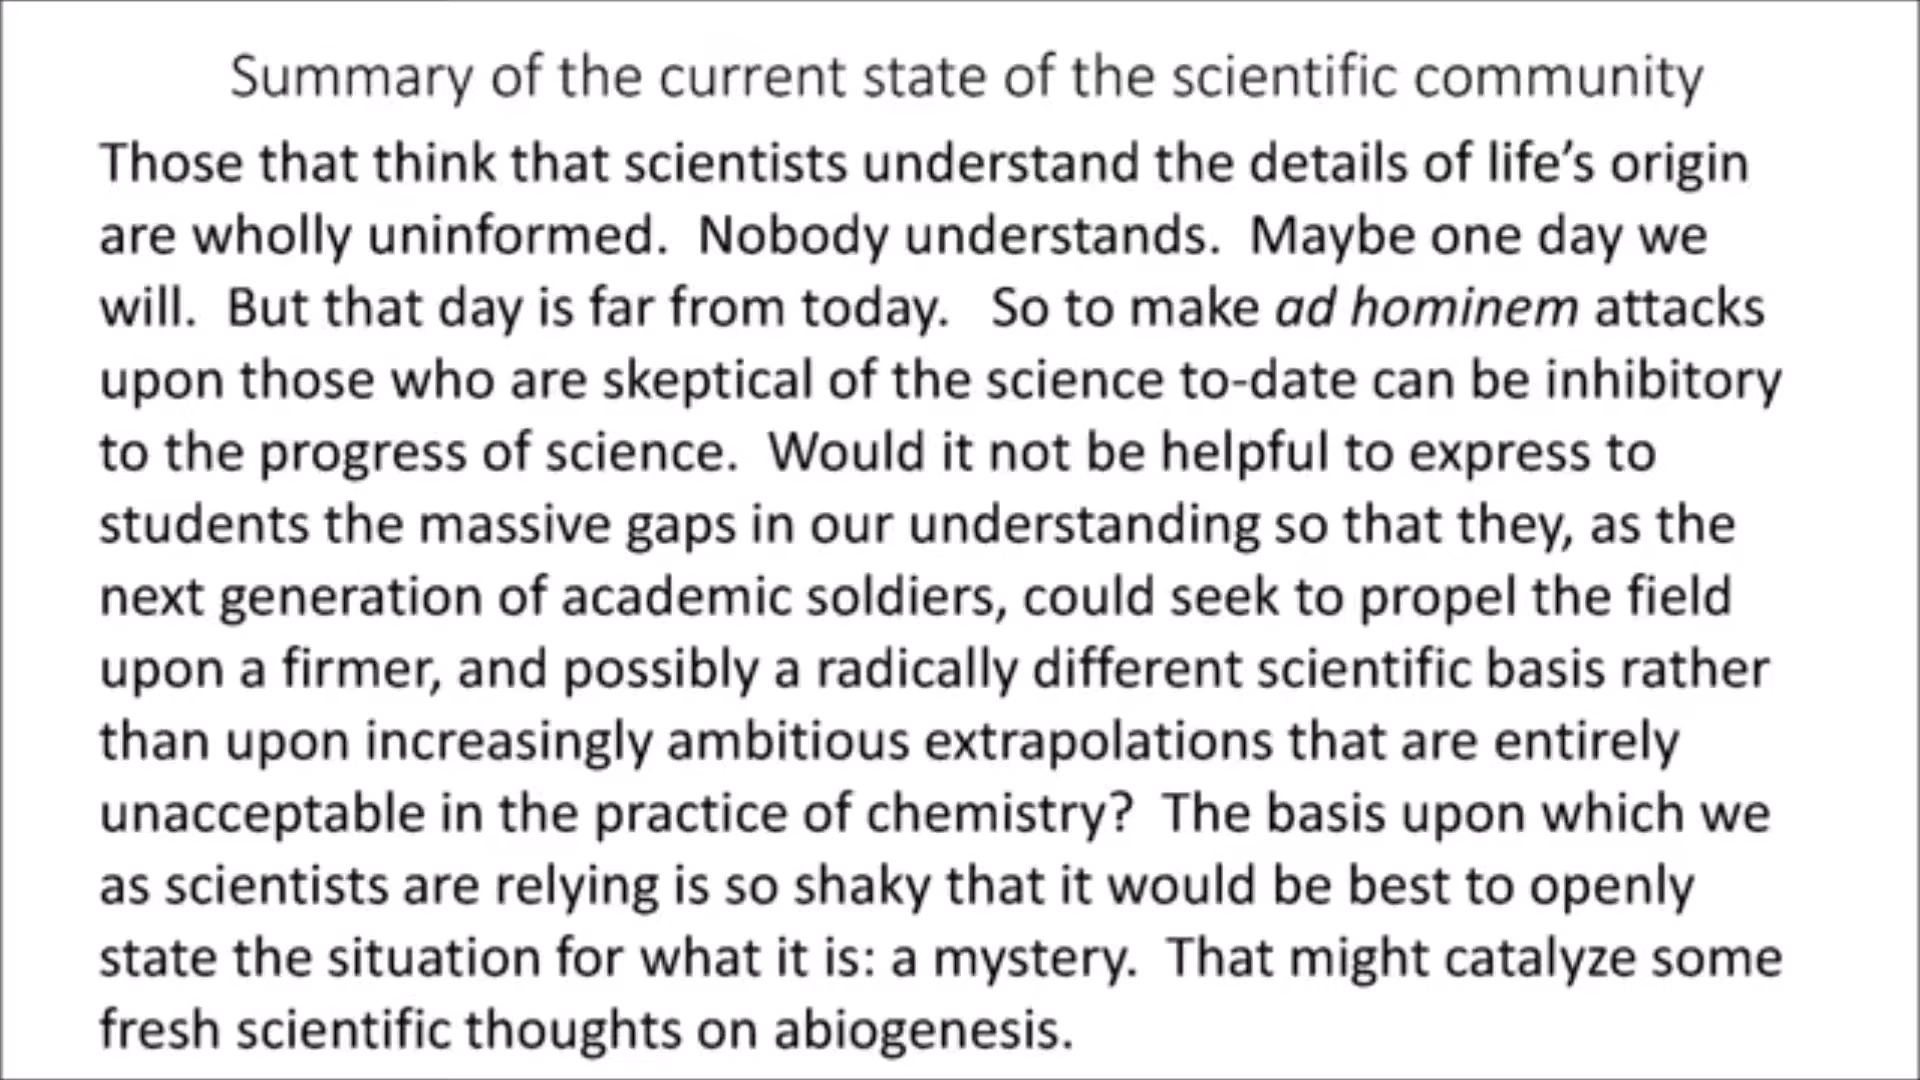 Summary of the current state of the scientific community
Those that think that scientists understand the details of life’s origin
are wholly uninformed.  Nobody understands.  Maybe one day we
will.  But that day is far from today.   So to make ad hominem attacks
upon those who are skeptical of the science to-date can be inhibitory
to the progress of science.  Would it not be helpful to express to
students the massive gaps in our understanding so that they, as the
next generation of academic soldiers, could seek to propel the field
upon a firmer, and possibly a radically different scientific basis rather
than upon increasingly ambitious extrapolations that are entirely
unacceptable in the practice of chemistry?  The basis upon which we
as scientists are relying is so shaky that it would be best to openly
state the situation for what it is: a mystery.  That might catalyze some
fresh scientific thoughts on abiogenesis.